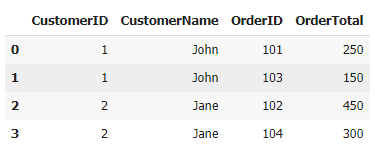 CustomerID CustomerName OrderID OrderTotal
0 1 John 101 250
1 1 John 103 150
2 2 Jane 102 450
3 2 Jane 104 300